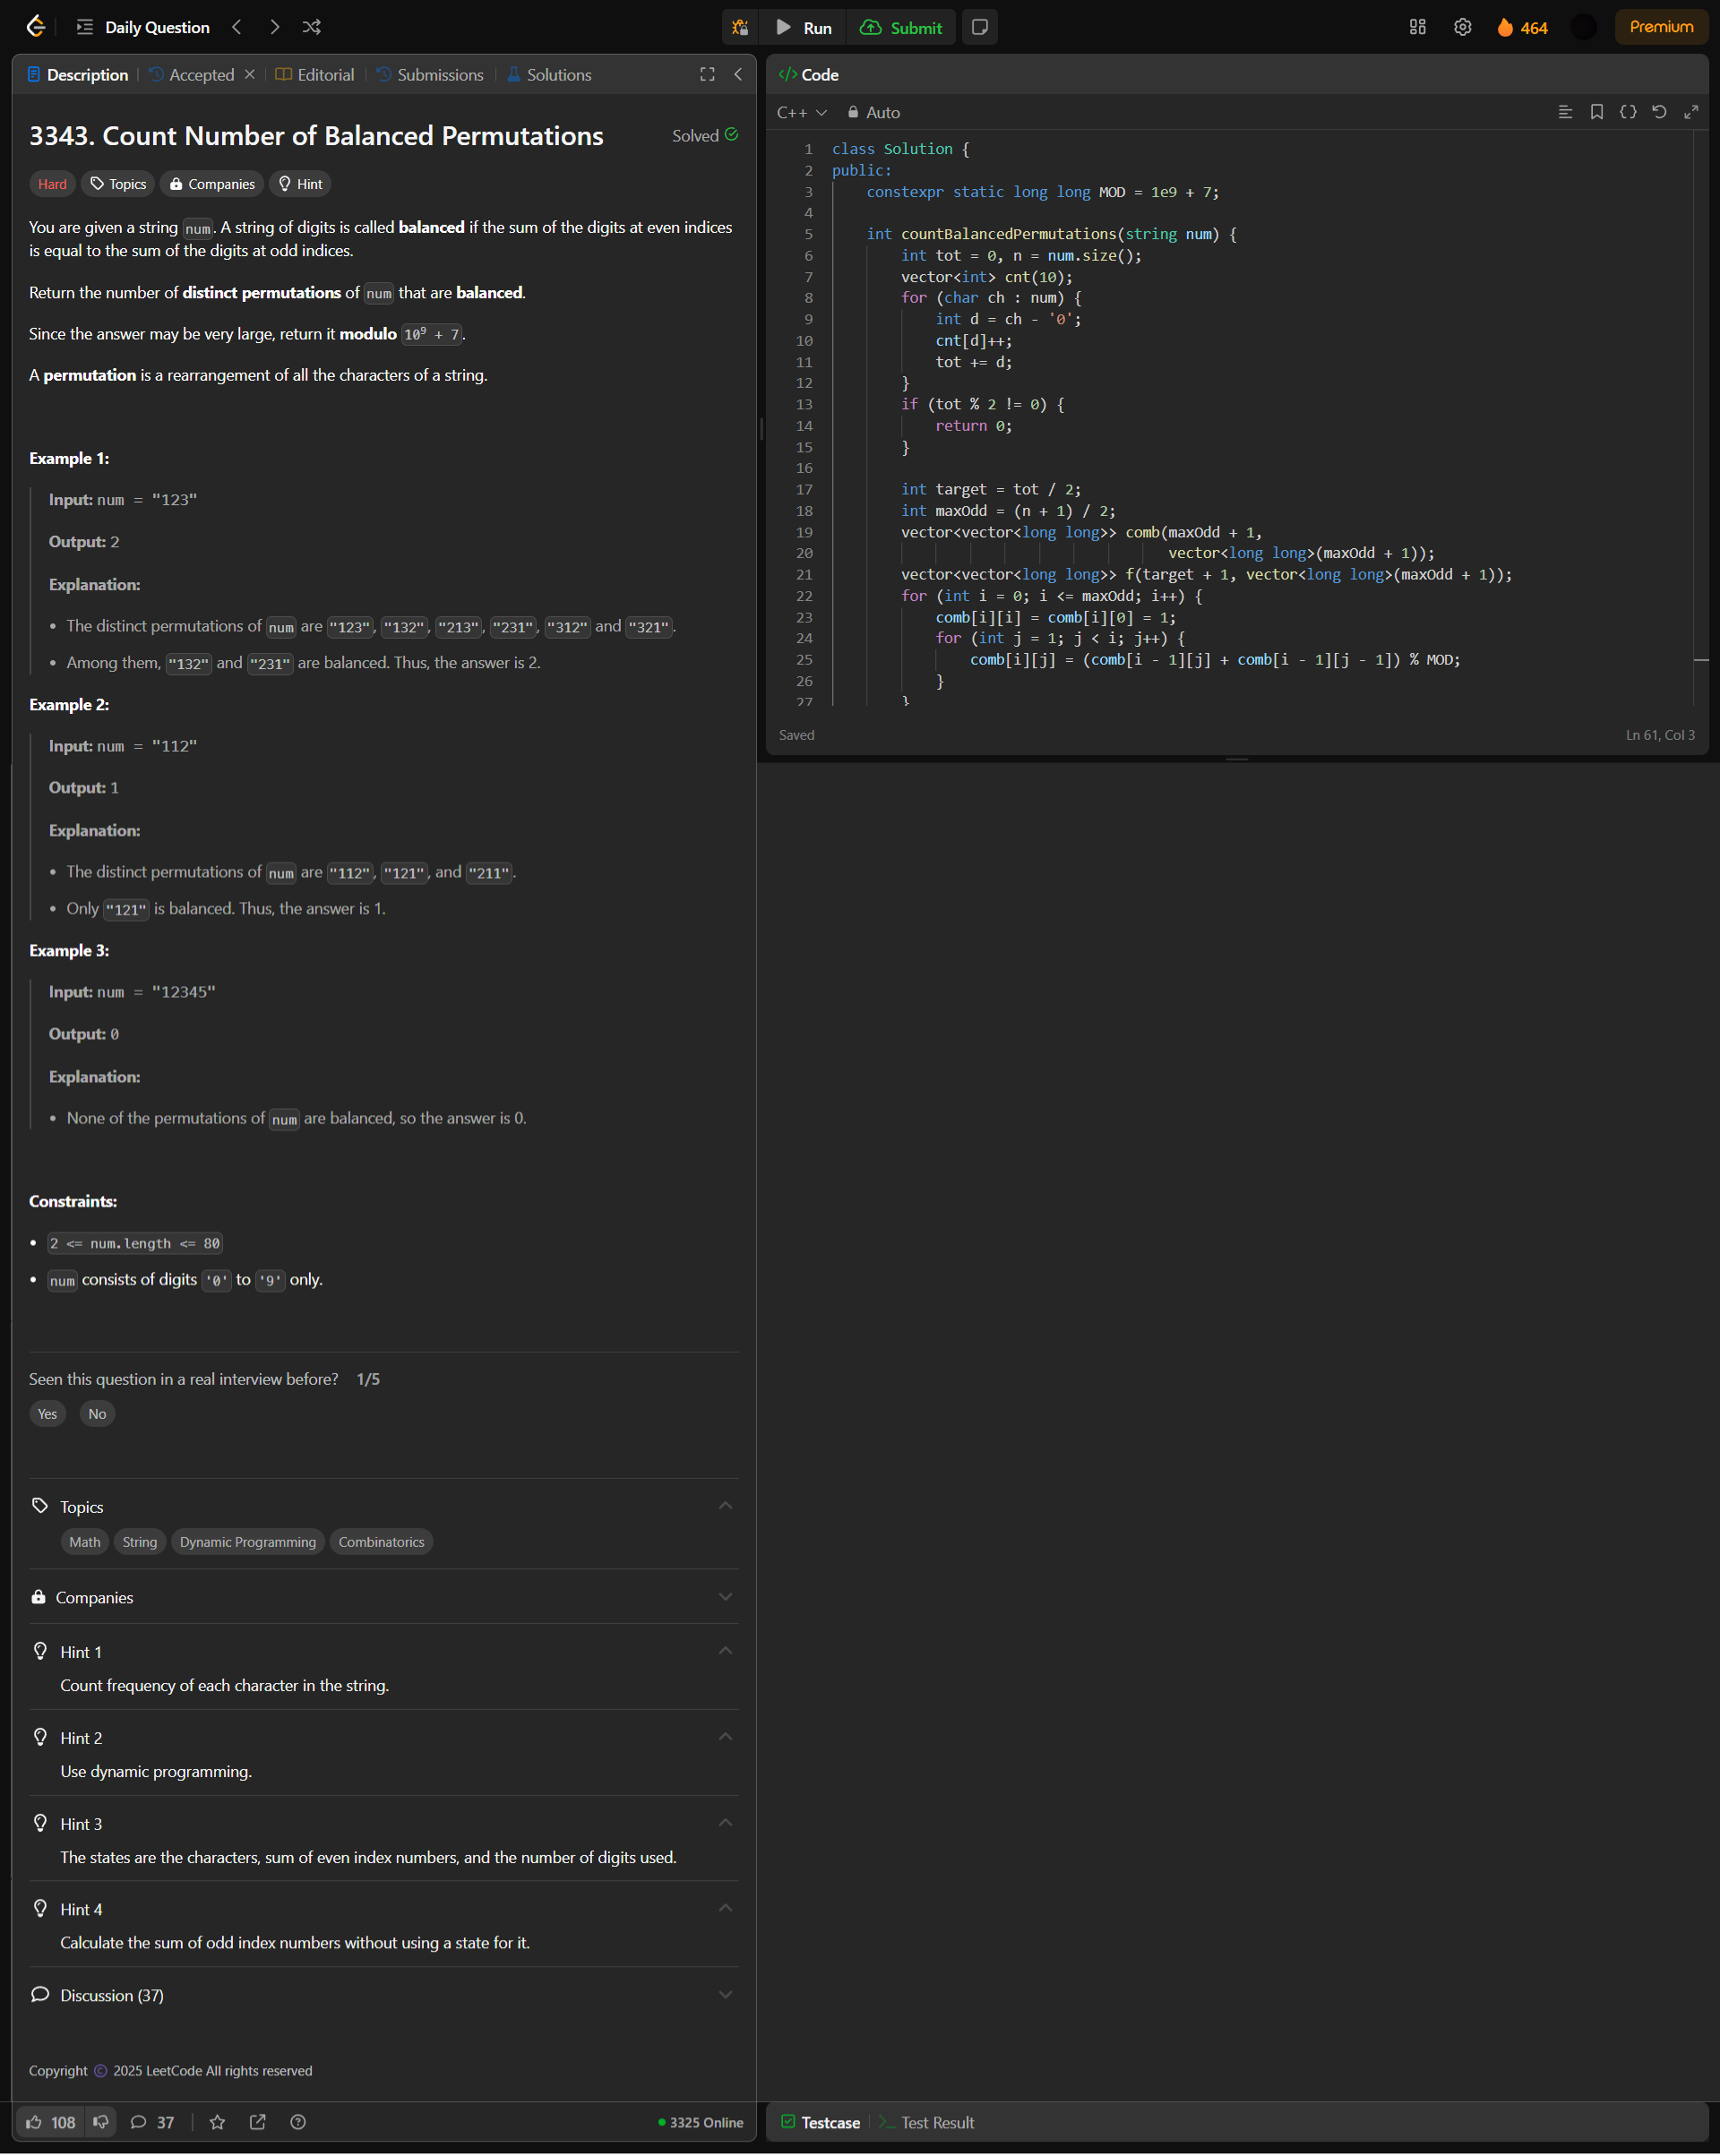 Daily Question
Run
Submit
464
Premium
Description
Accepted
Editorial
Submissions
Solutions
3343. Count Number of Balanced Permutations
Solved
Hard
Topics
Companies
Hint
You are given a string num. A string of digits is called balanced if the sum of the digits at even indices
is equal to the sum of the digits at odd indices.
Return the number of distinct permutations of num that are balanced.
Since the answer may be very large, return it modulo 10⁹ + 7.
A permutation is a rearrangement of all the characters of a string.
Example 1:
Input: num = "123"
Output: 2
Explanation:
• The distinct permutations of num are "123", "132", "213", "231", "312" and "321".
• Among them, "132" and "231" are balanced. Thus, the answer is 2.
Example 2:
Input: num = "112"
Output: 1
Explanation:
• The distinct permutations of num are "112", "121", and "211".
• Only "121" is balanced. Thus, the answer is 1.
Example 3:
Input: num = "12345"
Output: 0
Explanation:
• None of the permutations of num are balanced, so the answer is 0.
Constraints:
• 2 <= num.length <= 80
• num consists of digits '0' to '9' only.
Seen this question in a real interview before? 1/5
Yes
No
Topics
Math
String
Dynamic Programming
Combinatorics
Companies
Hint 1
Count frequency of each character in the string.
Hint 2
Use dynamic programming.
Hint 3
The states are the characters, sum of even index numbers, and the number of digits used.
Hint 4
Calculate the sum of odd index numbers without using a state for it.
Discussion (37)
Copyright © 2025 LeetCode All rights reserved
108
37
3325 Online
</> Code
C++
Auto
1 class Solution {
2 public:
3     constexpr static long long MOD = 1e9 + 7;
4
5     int countBalancedPermutations(string num) {
6         int tot = 0, n = num.size();
7         vector<int> cnt(10);
8         for (char ch : num) {
9             int d = ch - '0';
10             cnt[d]++;
11             tot += d;
12         }
13         if (tot % 2 != 0) {
14             return 0;
15         }
16
17         int target = tot / 2;
18         int maxOdd = (n + 1) / 2;
19         vector<vector<long long>> comb(maxOdd + 1,
20                                        vector<long long>(maxOdd + 1));
21         vector<vector<long long>> f(target + 1, vector<long long>(maxOdd + 1));
22         for (int i = 0; i <= maxOdd; i++) {
23             comb[i][i] = comb[i][0] = 1;
24             for (int j = 1; j < i; j++) {
25                 comb[i][j] = (comb[i - 1][j] + comb[i - 1][j - 1]) % MOD;
26             }
27         }
Saved
Ln 61, Col 3
Testcase
Test Result